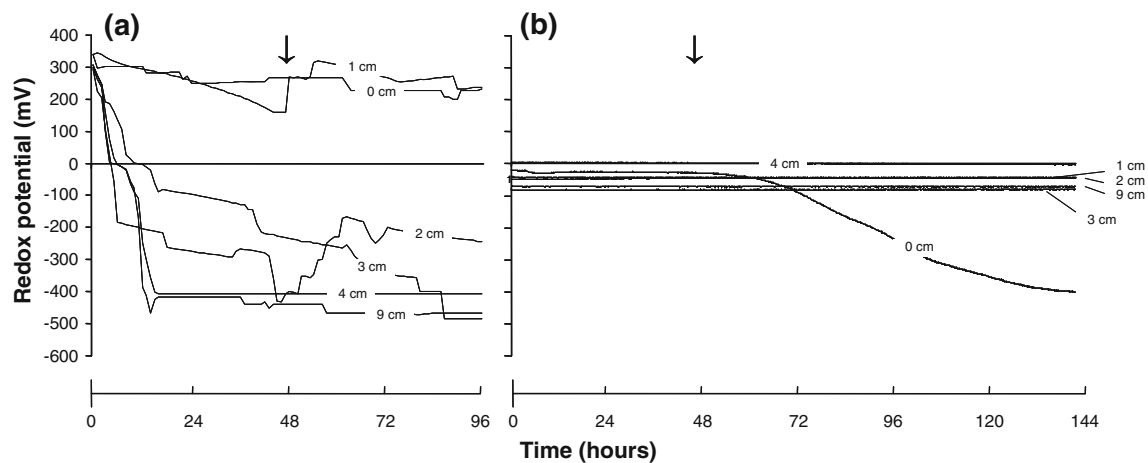 (a)
(b)
Redox potential (mV)
400
300
200
100
0
-100
-200
-300
-400
-500
-600
1 cm
0 cm
2 cm
3 cm
4 cm
9 cm
4 cm
1 cm
2 cm
9 cm
3 cm
0 cm
0 24 48 72 96
0 24 48 72 96 120 144
Time (hours)